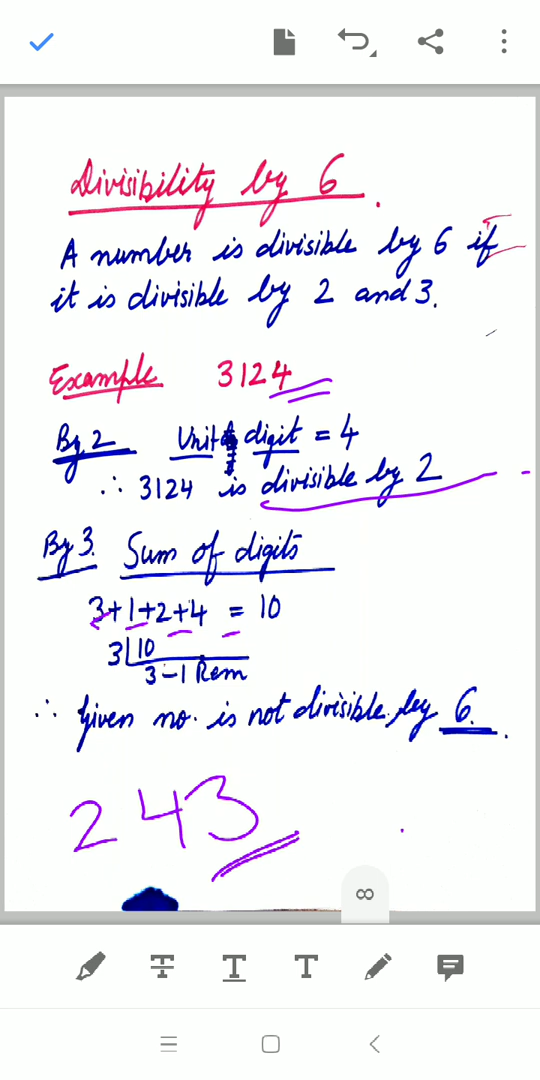 Divisibility by 6.
A number is divisible by 6 if
it is divisible by 2 and 3.
Example 3124
By 2 Unit digit = 4
∴ 3124 is divisible by 2
By 3. Sum of digits
3+1+2+4 = 10
3 10
3-1 Rem
∴ Given no. is not divisible by 6.
243
T T T